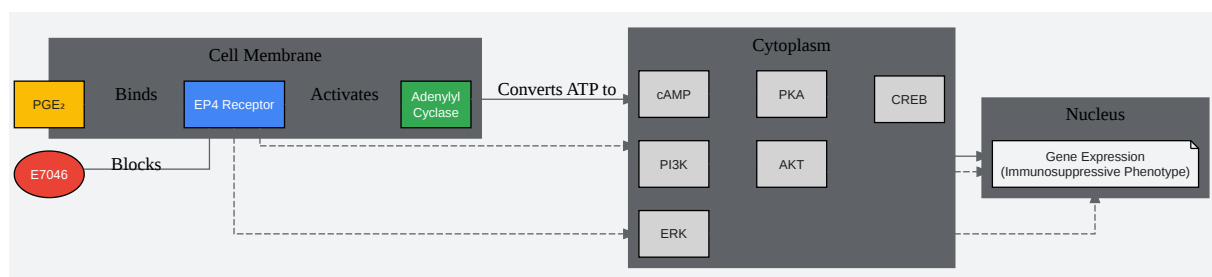 Cell Membrane
PGE₂
Binds
EP4 Receptor
Activates
Adenylyl
Cyclase
Converts ATP to
E7046
Blocks
Cytoplasm
cAMP
PKA
CREB
PI3K
AKT
ERK
Nucleus
Gene Expression
(Immunosuppressive Phenotype)